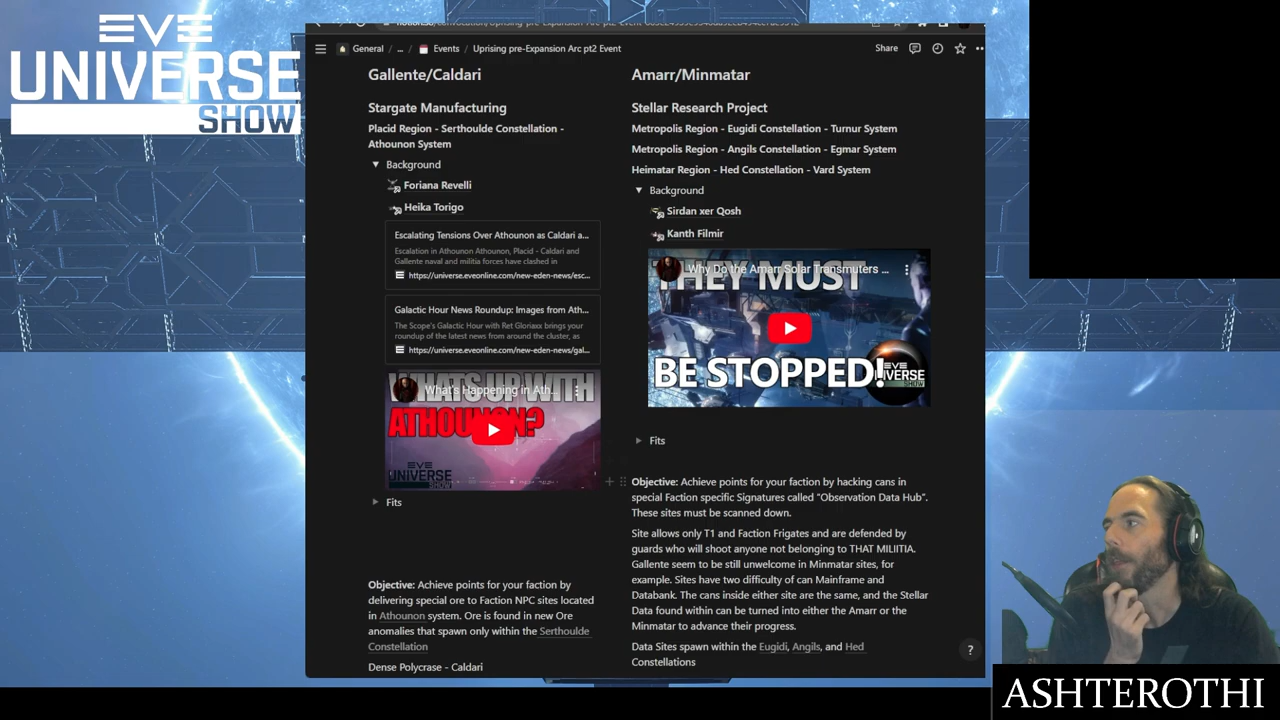 EVE
UNIVERSE
SHOW
General / ... / Events / Uprising pre-Expansion Arc pt2 Event
Share
Gallente/Caldari
Stargate Manufacturing
Placid Region - Serthoulde Constellation -
Athounon System
Background
Foriana Revelli
Heika Torigo
Escalating Tensions Over Athounon as Caldari a...
Escalation in Athounon Athounon, Placid - Caldari and
Gallente naval and militia forces have clashed in
https://universe.eveonline.com/new-eden-news/esc...
Galactic Hour News Roundup: Images from Ath...
The Scope's Galactic Hour with Ret Gloriaxx brings your
roundup of the latest news from around the cluster, as
https://universe.eveonline.com/new-eden-news/gal...
What's Happening in Ath...
WHATS UP WITH
ATHOUNON?
EVE
UNIVERSE
SHOW
Fits
Objective: Achieve points for your faction by
delivering special ore to Faction NPC sites located
in Athounon system. Ore is found in new Ore
anomalies that spawn only within the Serthoulde
Constellation
Dense Polycrase - Caldari
Amarr/Minmatar
Stellar Research Project
Metropolis Region - Eugidi Constellation - Turnur System
Metropolis Region - Angils Constellation - Egmar System
Heimatar Region - Hed Constellation - Vard System
Background
Sirdan xer Qosh
Kanth Filmir
Why Do the Amarr Solar Transmuters ...
THEY MUST
BE STOPPED!
EVE
UNIVERSE
SHOW
Fits
Objective: Achieve points for your faction by hacking cans in
special Faction specific Signatures called “Observation Data Hub”.
These sites must be scanned down.
Site allows only T1 and Faction Frigates and are defended by
guards who will shoot anyone not belonging to THAT MILIITIA.
Gallente seem to be still unwelcome in Minmatar sites, for
example. Sites have two difficulty of can Mainframe and
Databank. The cans inside either site are the same, and the Stellar
Data found within can be turned into either the Amarr or the
Minmatar to advance their progress.
Data Sites spawn within the Eugidi, Angils, and Hed
Constellations
?
ASHTEROTHI